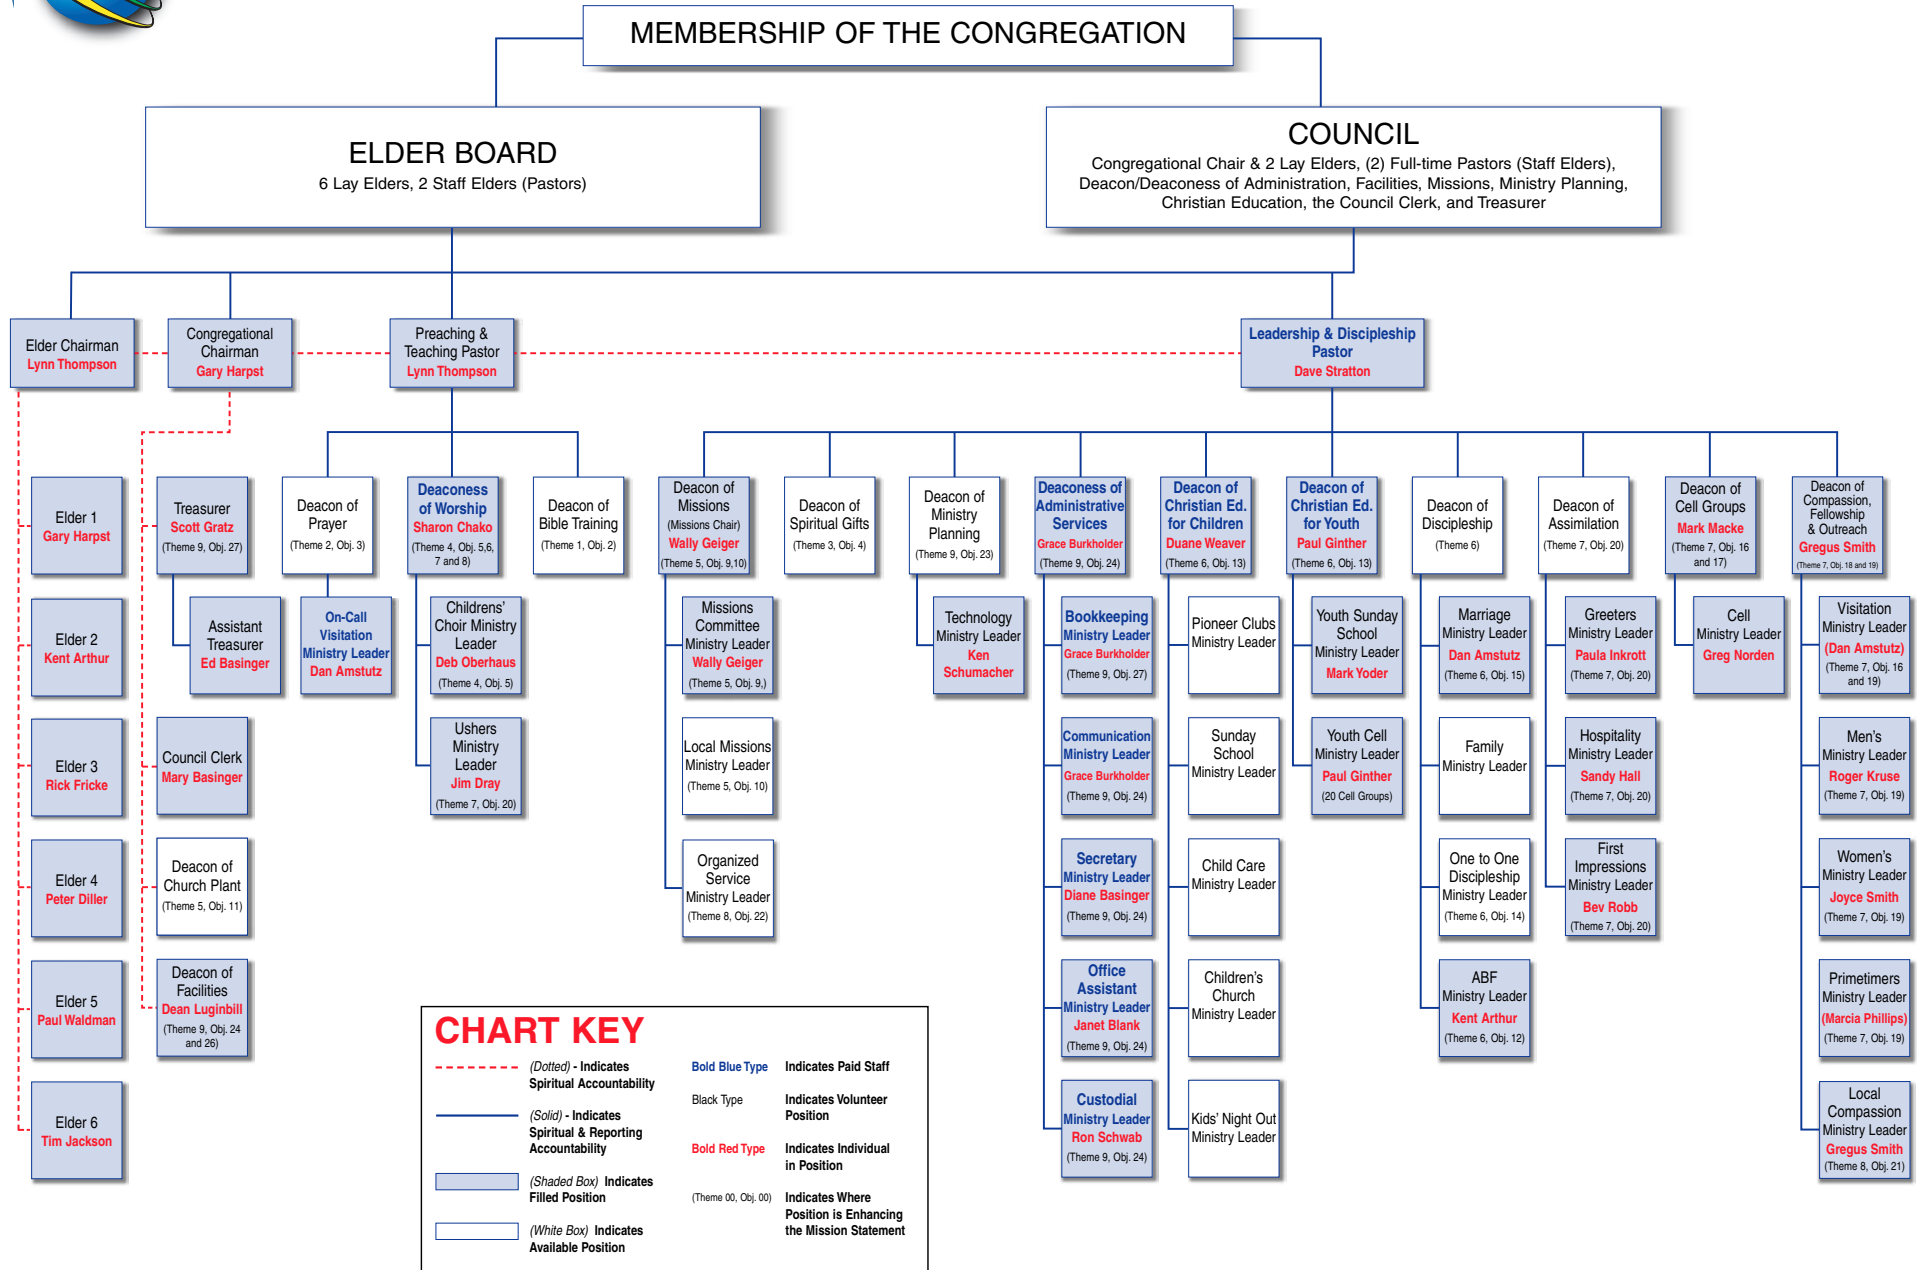 MEMBERSHIP OF THE CONGREGATION
ELDER BOARD
6 Lay Elders, 2 Staff Elders (Pastors)
COUNCIL
Congregational Chair & 2 Lay Elders, (2) Full-time Pastors (Staff Elders),
Deacon/Deaconess of Administration, Facilities, Missions, Ministry Planning,
Christian Education, the Council Clerk, and Treasurer
Elder Chairman
Lynn Thompson
Congregational
Chairman
Gary Harpst
Preaching &
Teaching Pastor
Lynn Thompson
Leadership & Discipleship
Pastor
Dave Stratton
Elder 1
Gary Harpst
Elder 2
Kent Arthur
Elder 3
Rick Fricke
Elder 4
Peter Diller
Elder 5
Paul Waldman
Elder 6
Tim Jackson
Treasurer
Scott Gratz
(Theme 9, Obj. 27)
Assistant
Treasurer
Ed Basinger
Council Clerk
Mary Basinger
Deacon of
Church Plant
(Theme 5, Obj. 11)
Deacon of
Facilities
Dean Luginbill
(Theme 9, Obj. 24
and 26)
Deacon of
Prayer
(Theme 2, Obj. 3)
On-Call
Visitation
Ministry Leader
Dan Amstutz
Deaconess
of Worship
Sharon Chako
(Theme 4, Obj. 5,6,
7 and 8)
Childrens'
Choir Ministry
Leader
Deb Oberhaus
(Theme 4, Obj. 5)
Ushers
Ministry
Leader
Jim Dray
(Theme 7, Obj. 20)
Deacon of
Bible Training
(Theme 1, Obj. 2)
Deacon of
Missions
(Missions Chair)
Wally Geiger
(Theme 5, Obj. 9,10)
Missions
Committee
Ministry Leader
Wally Geiger
(Theme 5, Obj. 9,)
Local Missions
Ministry Leader
(Theme 5, Obj. 10)
Organized
Service
Ministry Leader
(Theme 8, Obj. 22)
Deacon of
Spiritual Gifts
(Theme 3, Obj. 4)
Deacon of
Ministry
Planning
(Theme 9, Obj. 23)
Technology
Ministry Leader
Ken
Schumacher
Deaconess of
Administrative
Services
Grace Burkholder
(Theme 9, Obj. 24)
Bookkeeping
Ministry Leader
Grace Burkholder
(Theme 9, Obj. 27)
Communication
Ministry Leader
Grace Burkholder
(Theme 9, Obj. 24)
Secretary
Ministry Leader
Diane Basinger
(Theme 9, Obj. 24)
Office
Assistant
Ministry Leader
Janet Blank
(Theme 9, Obj. 24)
Custodial
Ministry Leader
Ron Schwab
(Theme 9, Obj. 24)
Deacon of
Christian Ed.
for Children
Duane Weaver
(Theme 6, Obj. 13)
Pioneer Clubs
Ministry Leader
Sunday
School
Ministry Leader
Child Care
Ministry Leader
Children's
Church
Ministry Leader
Kids' Night Out
Ministry Leader
Deacon of
Christian Ed.
for Youth
Paul Ginther
(Theme 6, Obj. 13)
Youth Sunday
School
Ministry Leader
Mark Yoder
Youth Cell
Ministry Leader
Paul Ginther
(20 Cell Groups)
Deacon of
Discipleship
(Theme 6)
Marriage
Ministry Leader
Dan Amstutz
(Theme 6, Obj. 15)
Family
Ministry Leader
One to One
Discipleship
Ministry Leader
(Theme 6, Obj. 14)
ABF
Ministry Leader
Kent Arthur
(Theme 6, Obj. 12)
Deacon of
Assimilation
(Theme 7, Obj. 20)
Greeters
Ministry Leader
Paula Inkrott
(Theme 7, Obj. 20)
Hospitality
Ministry Leader
Sandy Hall
(Theme 7, Obj. 20)
First
Impressions
Ministry Leader
Bev Robb
(Theme 7, Obj. 20)
Deacon of
Cell Groups
Mark Macke
(Theme 7, Obj. 16
and 17)
Cell
Ministry Leader
Greg Norden
Deacon of
Compassion,
Fellowship
& Outreach
Gregus Smith
(Theme 7, Obj. 18 and 19)
Visitation
Ministry Leader
(Dan Amstutz)
(Theme 7, Obj. 16
and 19)
Men's
Ministry Leader
Roger Kruse
(Theme 7, Obj. 19)
Women's
Ministry Leader
Joyce Smith
(Theme 7, Obj. 19)
Primetimers
Ministry Leader
(Marcia Phillips)
(Theme 7, Obj. 19)
Local
Compassion
Ministry Leader
Gregus Smith
(Theme 8, Obj. 21)
CHART KEY
(Dotted) - Indicates
Spiritual Accountability
(Solid) - Indicates
Spiritual & Reporting
Accountability
(Shaded Box) Indicates
Filled Position
(White Box) Indicates
Available Position
Bold Blue Type Indicates Paid Staff
Black Type Indicates Volunteer
Position
Bold Red Type Indicates Individual
in Position
(Theme 00, Obj. 00) Indicates Where
Position is Enhancing
the Mission Statement